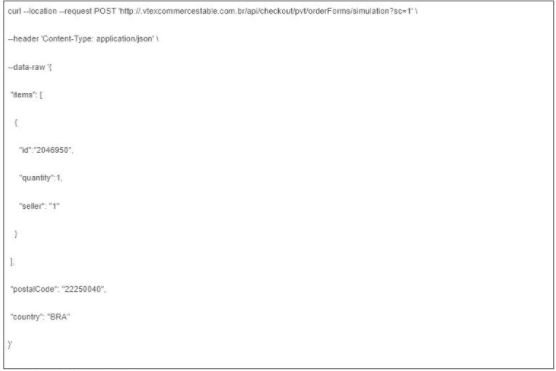 curl --location --request POST 'http://.vtexcommercestable.com.br/api/checkout/pvt/orderForms/simulation?sc=1' \
--header 'Content-Type: application/json' \
--data-raw '{
"items": [
{
"id":"2046950",
"quantity":1,
"seller": "1"
}
],
"postalCode": "22250040",
"country": "BRA"
}'